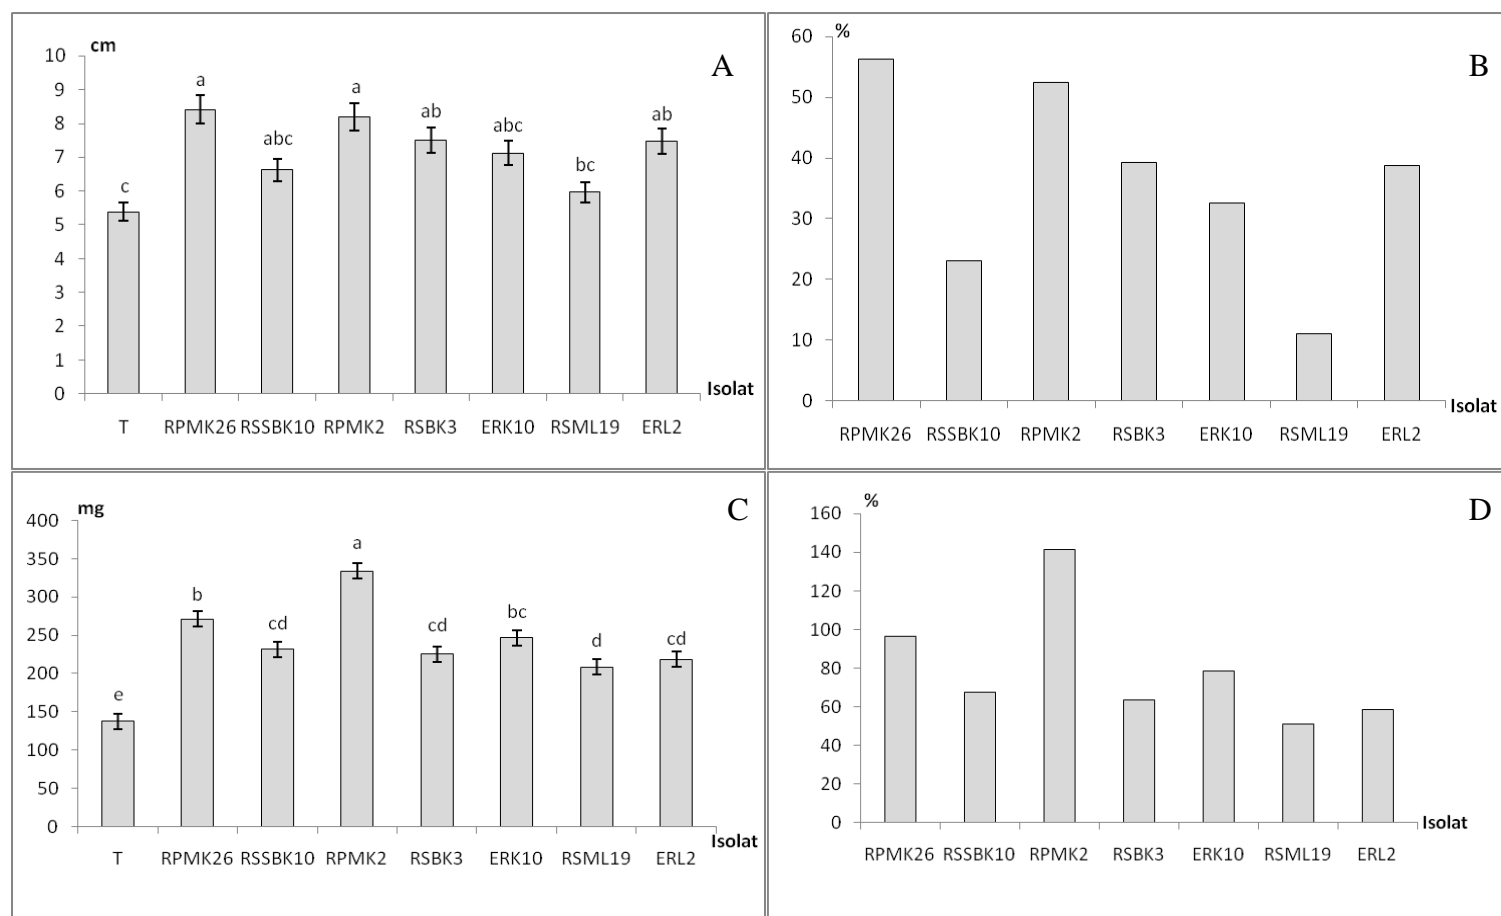 cm
A
10
9
8
7
6
5
4
3
2
1
0
c
a
abc
a
ab
abc
bc
ab
Isolat
T RPMK26 RSSBK10 RPMK2 RSBK3 ERK10 RSML19 ERL2
%
B
60
50
40
30
20
10
0
Isolat
RPMK26 RSSBK10 RPMK2 RSBK3 ERK10 RSML19 ERL2
mg
C
400
350
300
250
200
150
100
50
0
e
b
cd
a
cd
bc
d
cd
Isolat
T RPMK26 RSSBK10 RPMK2 RSBK3 ERK10 RSML19 ERL2
%
D
160
140
120
100
80
60
40
20
0
Isolat
RPMK26 RSSBK10 RPMK2 RSBK3 ERK10 RSML19 ERL2